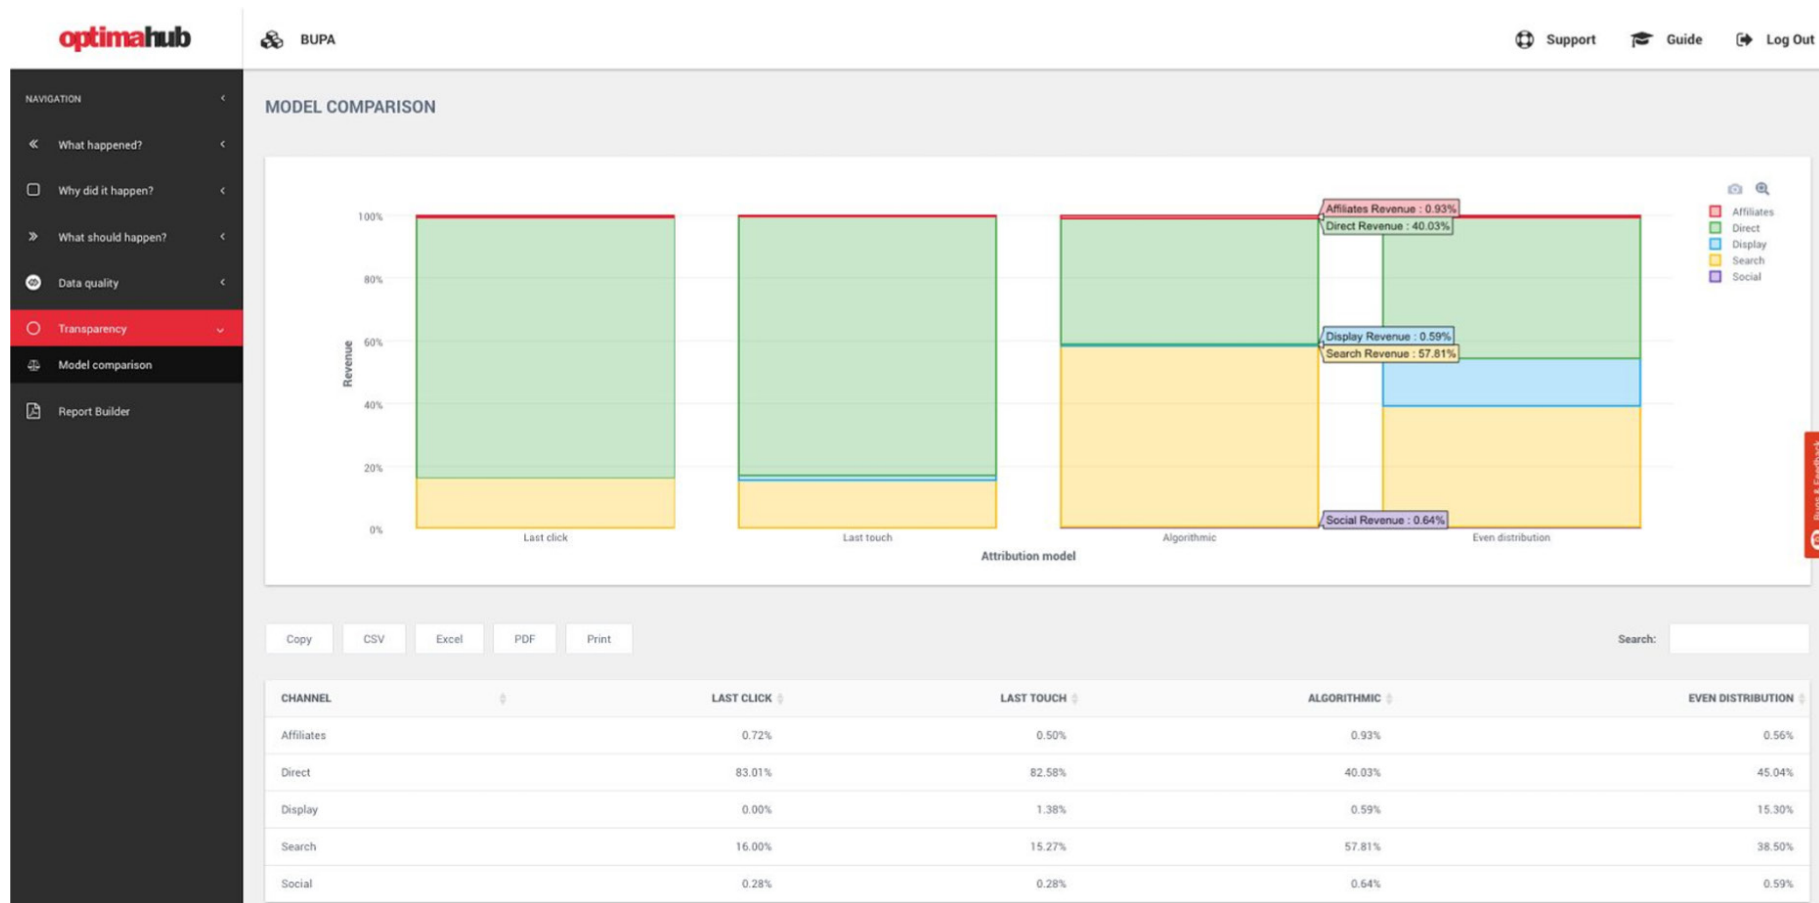 optimahub
BUPA
Support
Guide
Log Out
NAVIGATION
What happened?
Why did it happen?
What should happen?
Data quality
Transparency
Model comparison
Report Builder
MODEL COMPARISON
100%
80%
60%
40%
20%
0%
Revenue
Affiliates Revenue : 0.93%
Direct Revenue : 40.03%
Display Revenue : 0.59%
Search Revenue : 57.81%
Social Revenue : 0.64%
Last click
Last touch
Algorithmic
Even distribution
Attribution model
Affiliates
Direct
Display
Search
Social
Bugs & Feedback
Copy CSV Excel PDF Print
Search:
CHANNEL LAST CLICK LAST TOUCH ALGORITHMIC EVEN DISTRIBUTION
Affiliates 0.72% 0.50% 0.93% 0.56%
Direct 83.01% 82.58% 40.03% 45.04%
Display 0.00% 1.38% 0.59% 15.30%
Search 16.00% 15.27% 57.81% 38.50%
Social 0.28% 0.28% 0.64% 0.59%